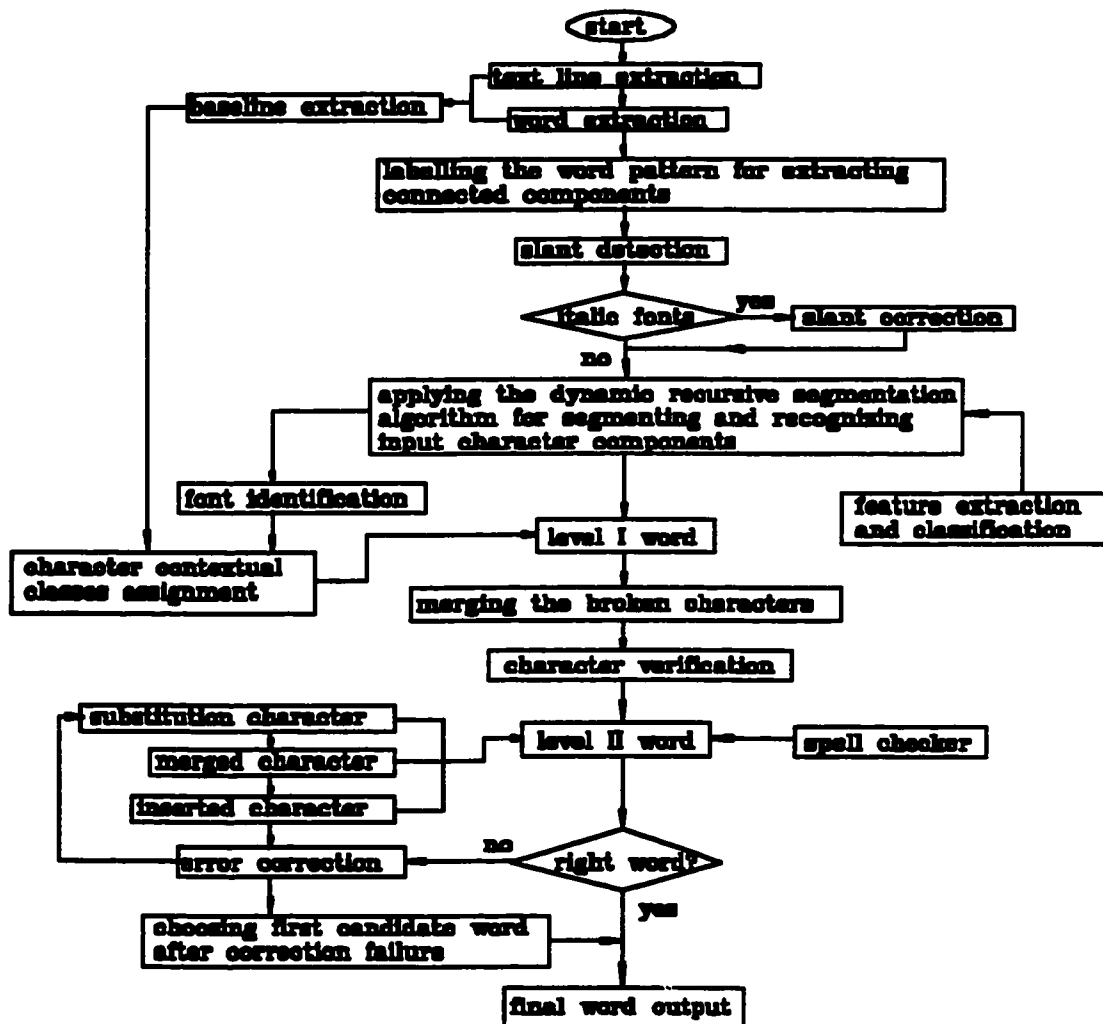 start
text line extraction
baseline extraction
word extraction
labelling the word pattern for extracting
connected components
slant detection
italic fonts
yes
slant correction
no
applying the dynamic recursive segmentation
algorithm for segmenting and recognizing
input character components
font identification
feature extraction
and classification
level I word
character contextual
classes assignment
merging the broken characters
character verification
substitution character
level II word
spell checker
merged character
inserted character
no
error correction
right word?
yes
choosing first candidate word
after correction failure
final word output